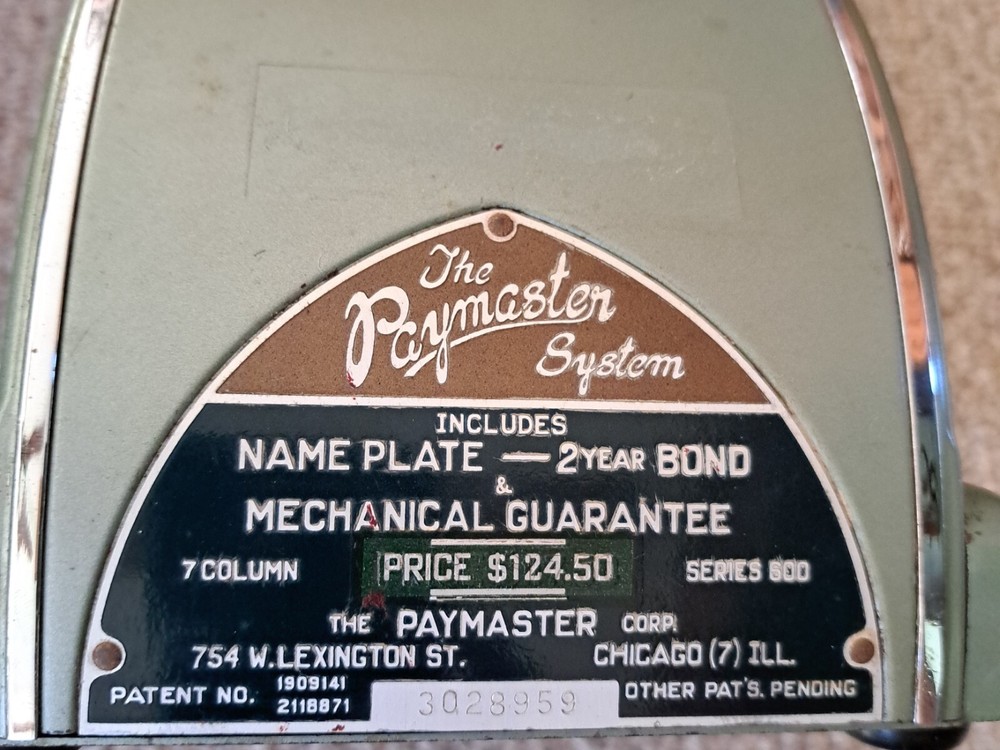 The
Paymaster
System
INCLUDES
NAME PLATE — 2 YEAR BOND
&
MECHANICAL GUARANTEE
7 COLUMN PRICE $124.50 SERIES 600
THE PAYMASTER CORP.
754 W. LEXINGTON ST. CHICAGO (7) ILL.
PATENT NO. 1909141
2118871
3028959
OTHER PAT'S. PENDING